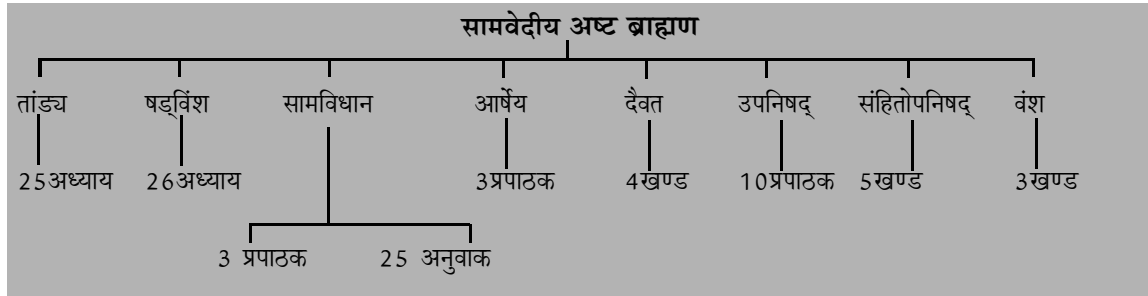 सामवेदीय अष्ट ब्राह्मण
तांड्य षड्विंश सामविधान आर्षेय दैवत उपनिषद् संहितोपनिषद् वंश
25अध्याय 26अध्याय 3प्रपाठक 4खण्ड 10प्रपाठक 5खण्ड 3खण्ड
3 प्रपाठक 25 अनुवाक